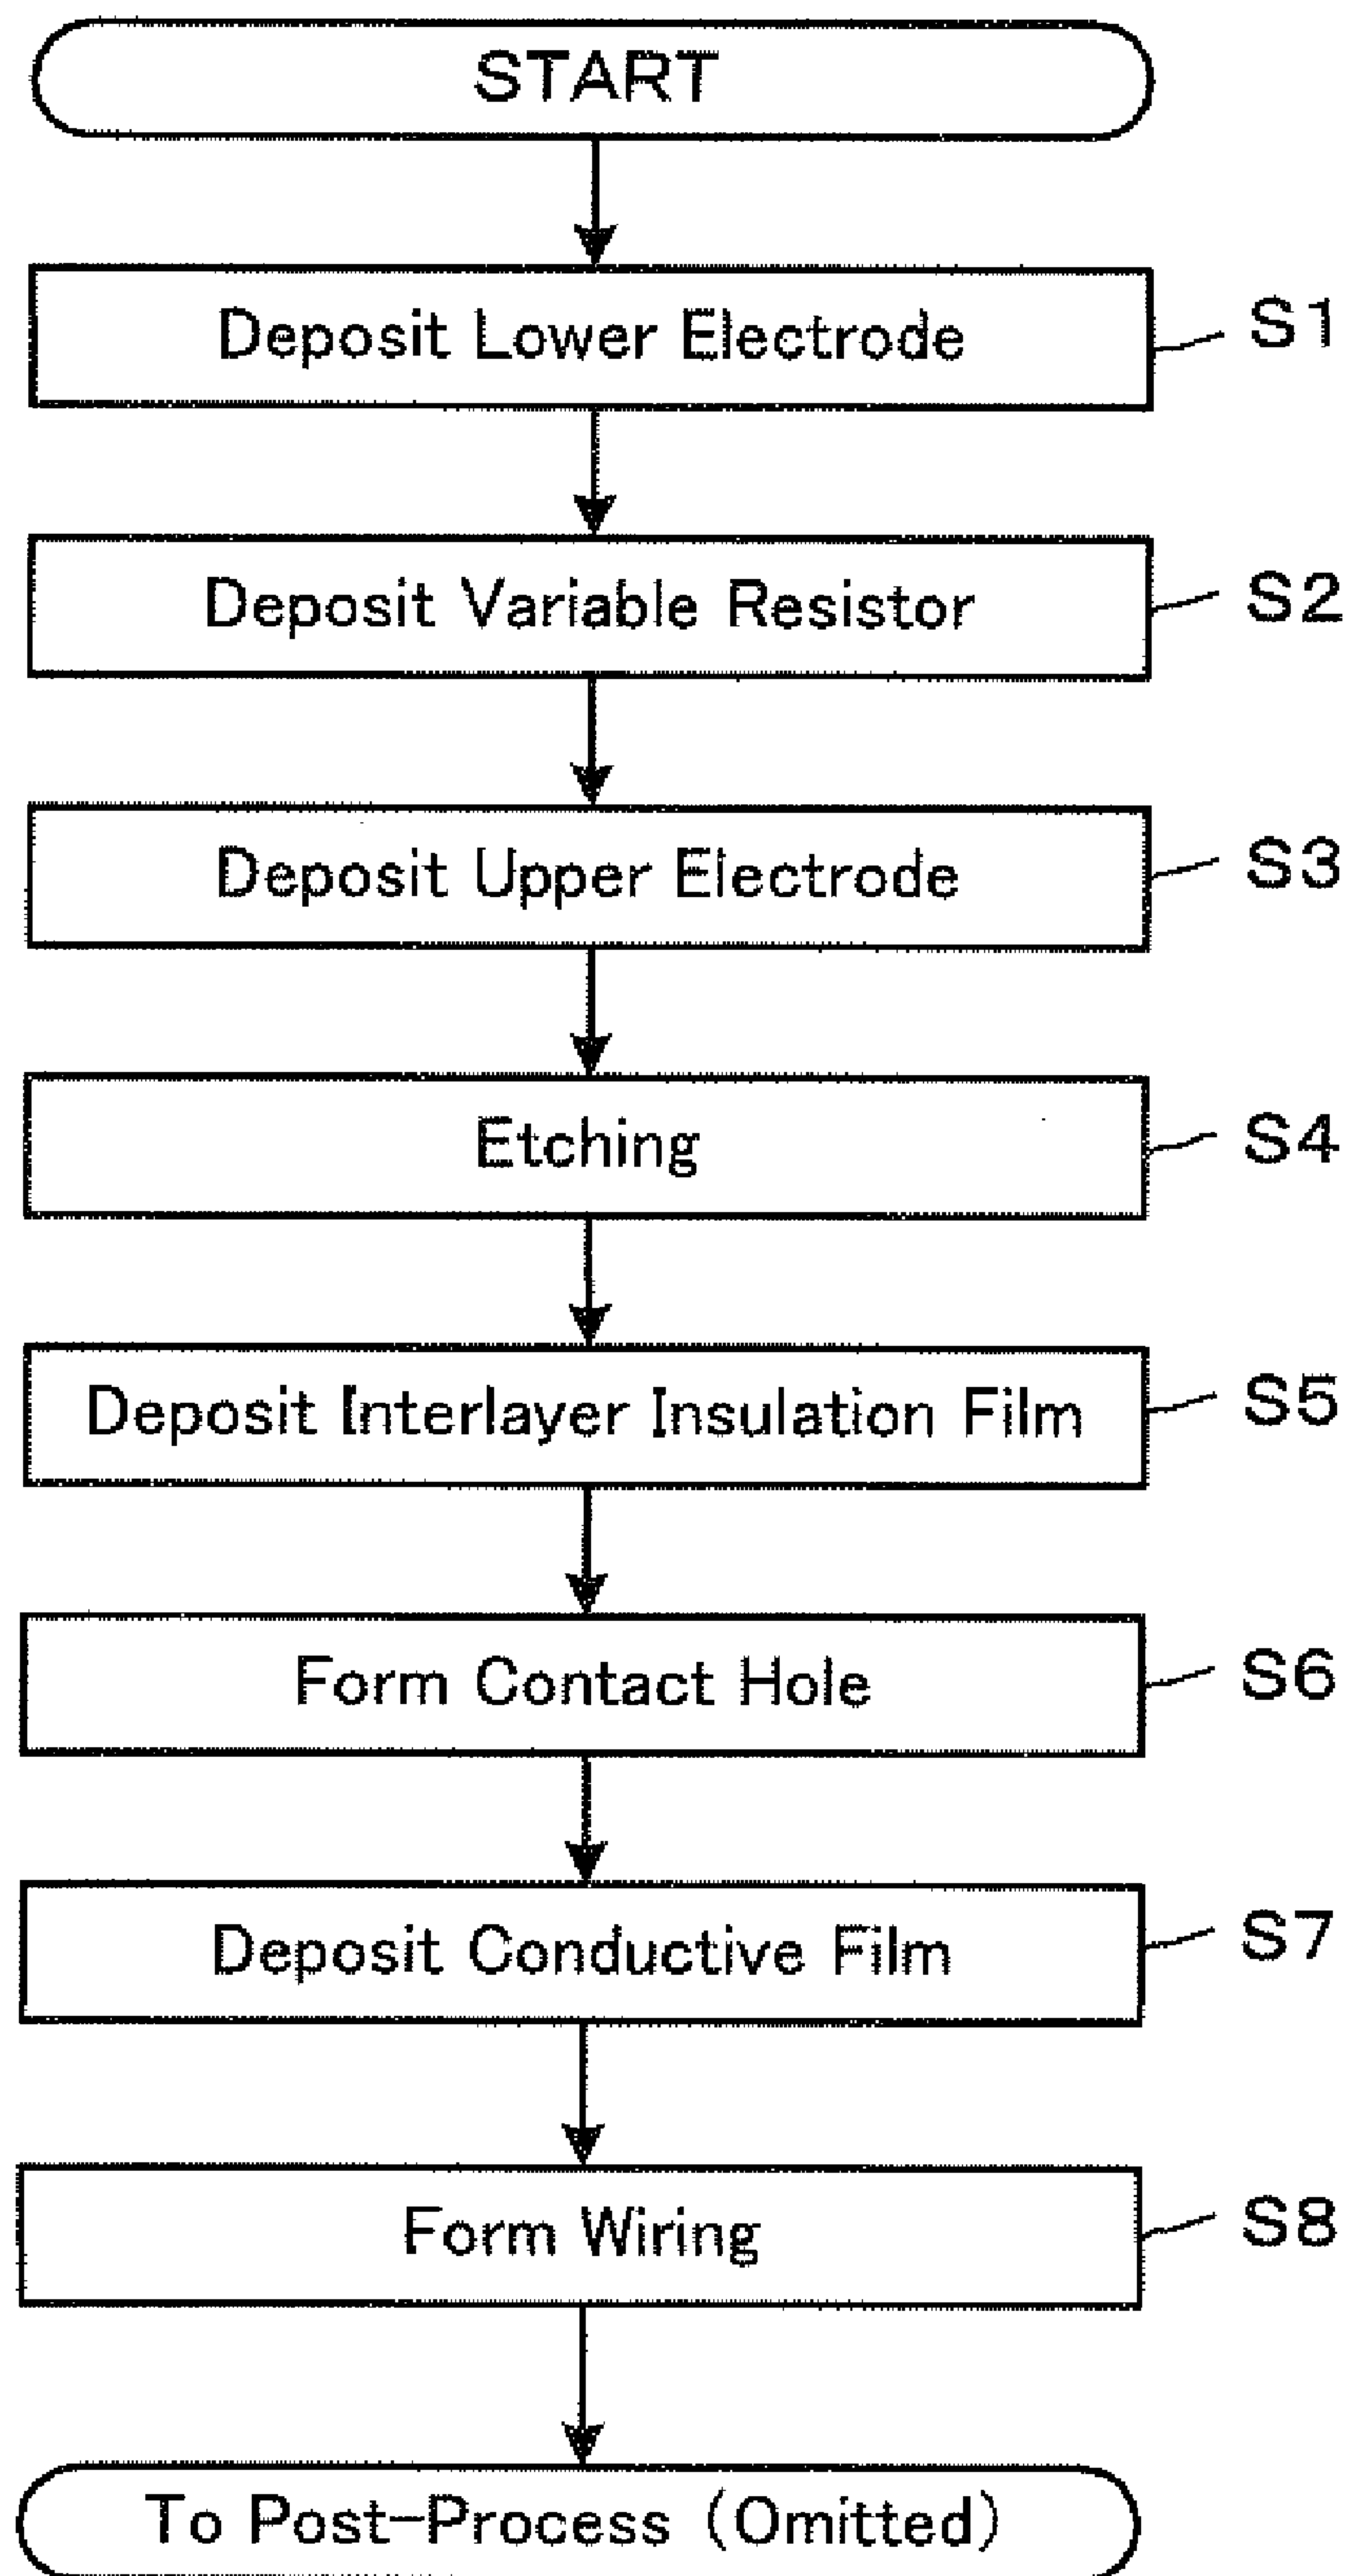 START
Deposit Lower Electrode
S1
Deposit Variable Resistor
S2
Deposit Upper Electrode
S3
Etching
S4
Deposit Interlayer Insulation Film
S5
Form Contact Hole
S6
Deposit Conductive Film
S7
Form Wiring
S8
To Post-Process (Omitted)